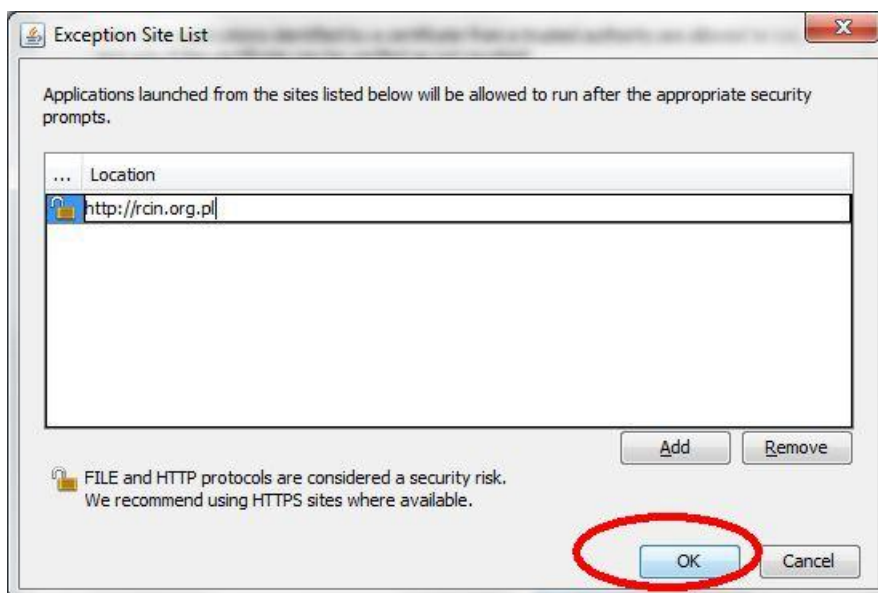 Exception Site List
Applications launched from the sites listed below will be allowed to run after the appropriate security
prompts.
... Location
http://rcin.org.pl
Add Remove
FILE and HTTP protocols are considered a security risk.
We recommend using HTTPS sites where available.
OK Cancel